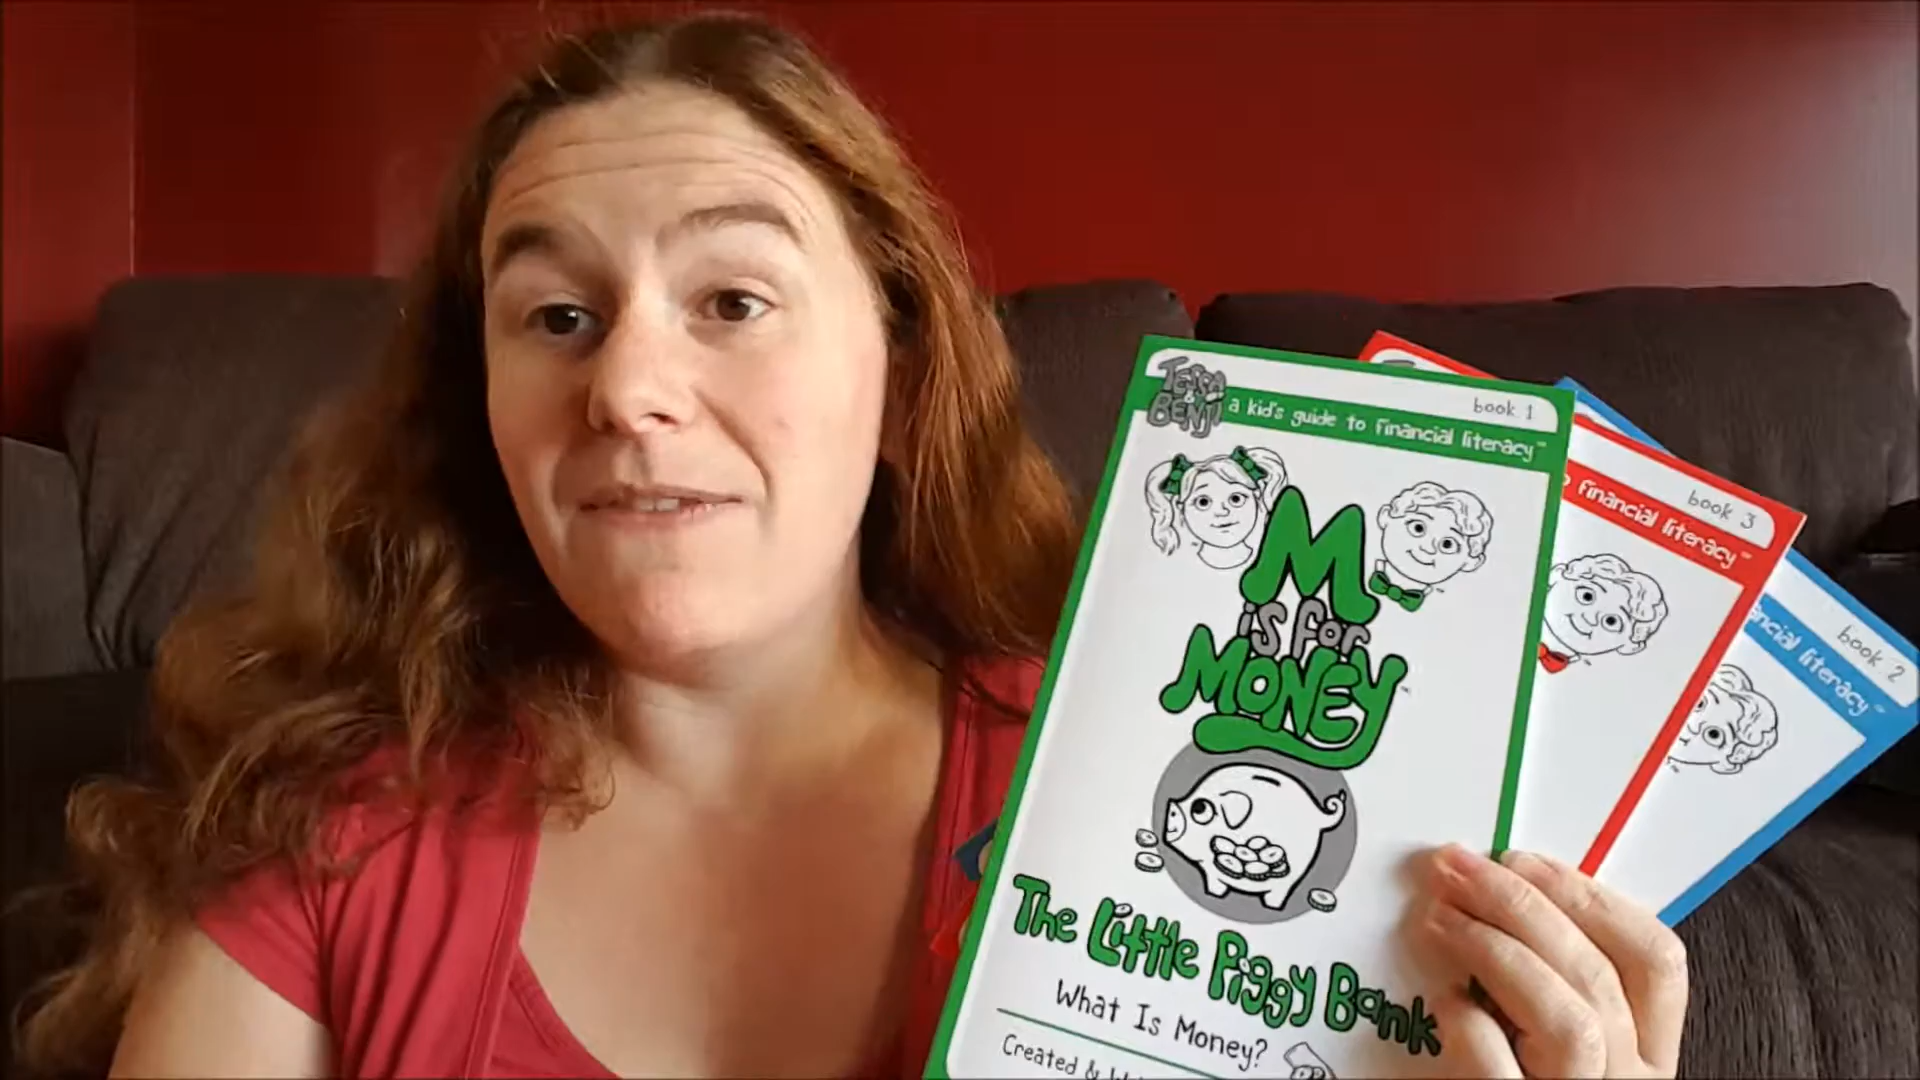 Tessa
&
BENJI
a kid's guide to financial literacy™
book 1
M
is for
MONEY
The Little Piggy Bank
What Is Money?
Created &
book 3
financial literacy™
book 2
literacy™